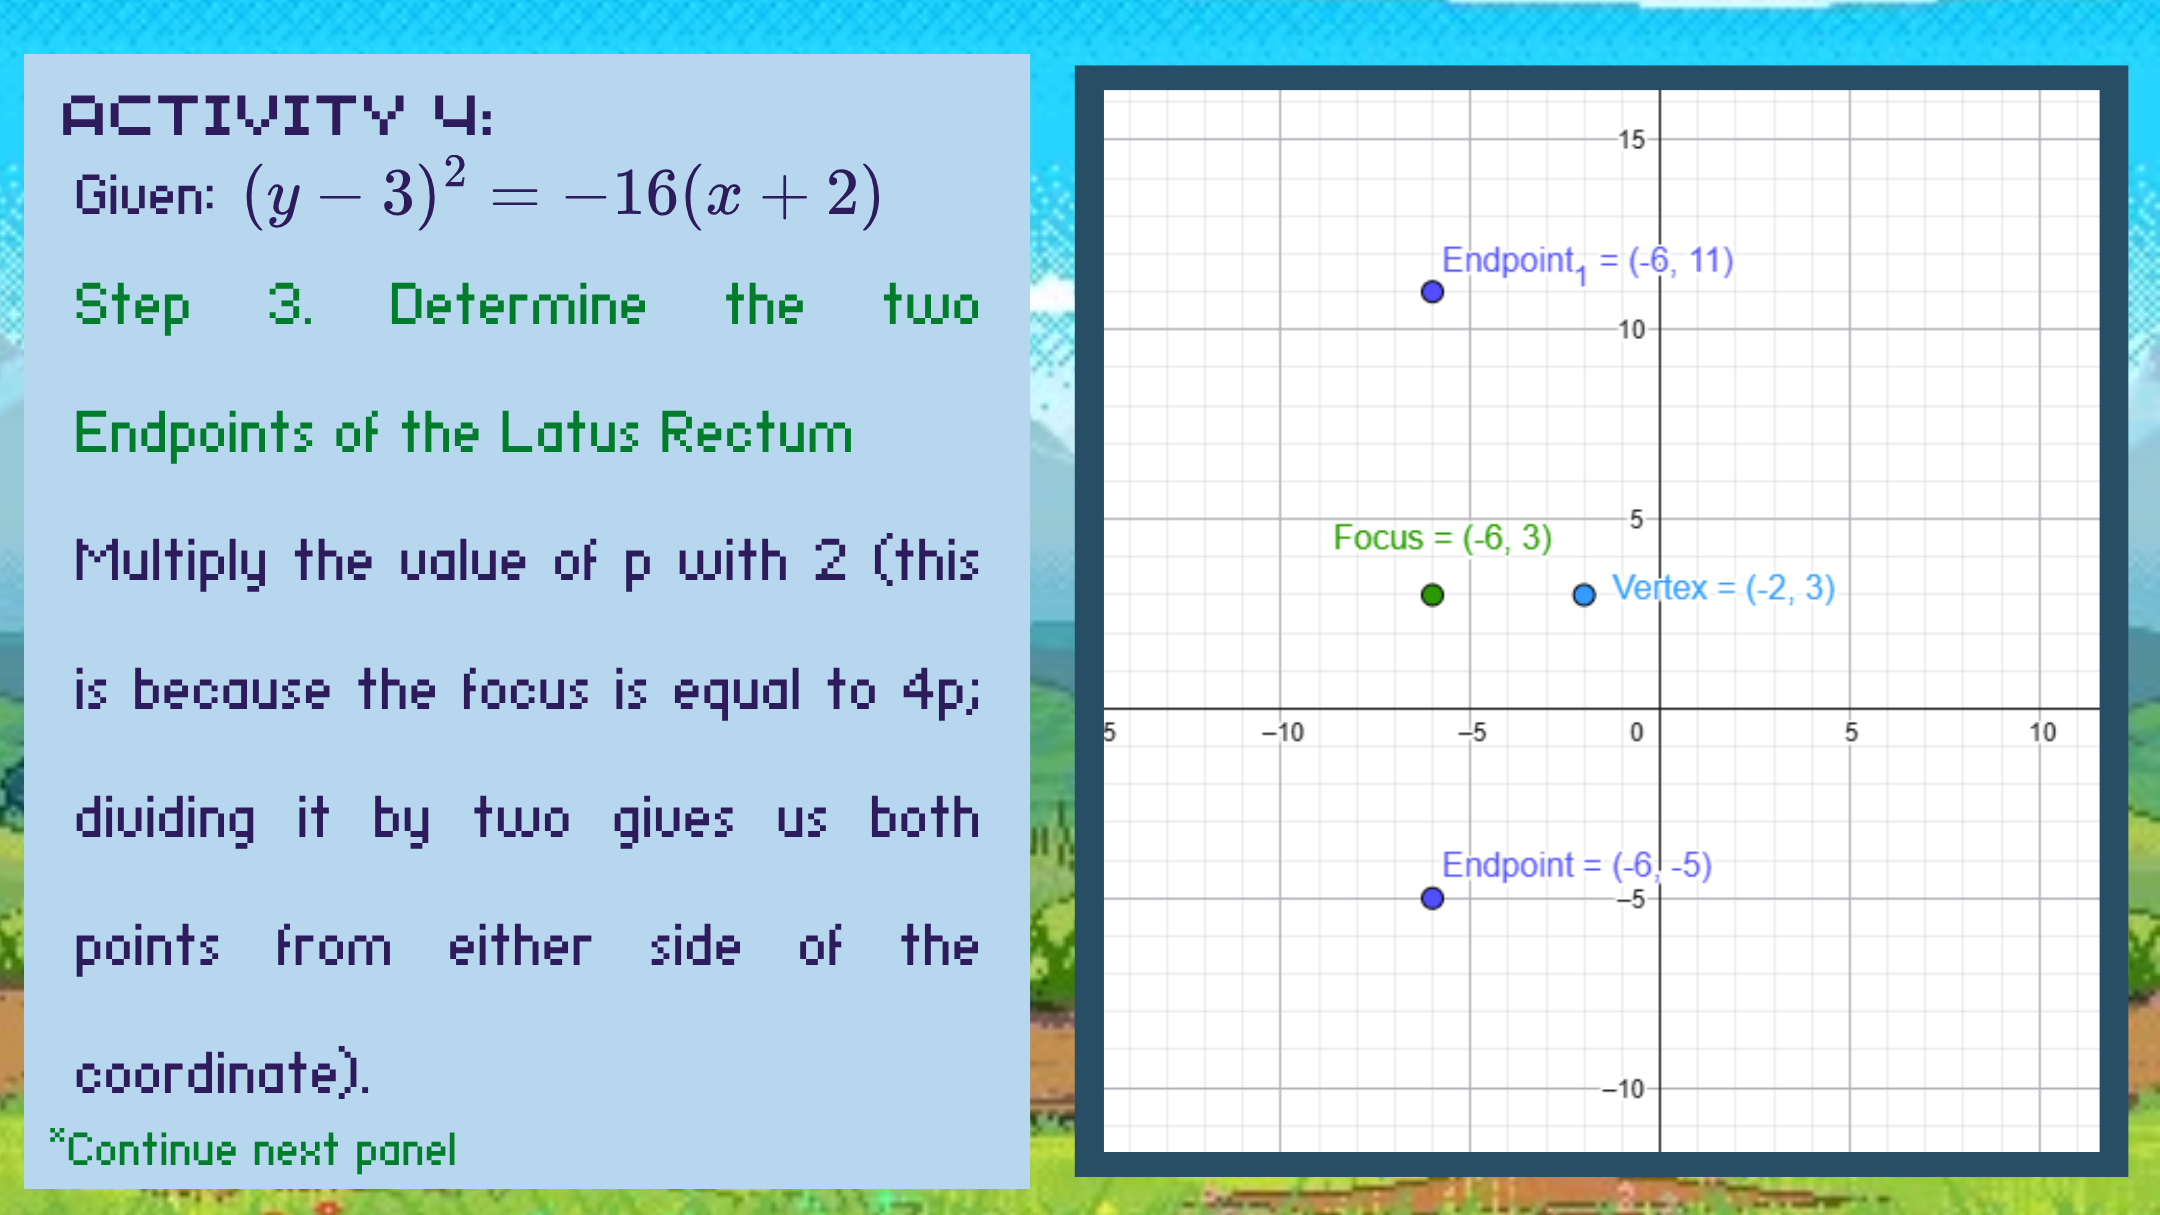 ACTIVITY 4:
Given: (y − 3)² = −16(x + 2)
Step 3. Determine the two
Endpoints of the Latus Rectum
Multiply the value of p with 2 (this
is because the focus is equal to 4p;
dividing it by two gives us both
points from either side of the
coordinate).
*Continue next panel
15
Endpoint₁ = (-6, 11)
10
5
Focus = (-6, 3)
Vertex = (-2, 3)
5 −10 −5 0 5 10
Endpoint = (-6, -5)
−5
−10